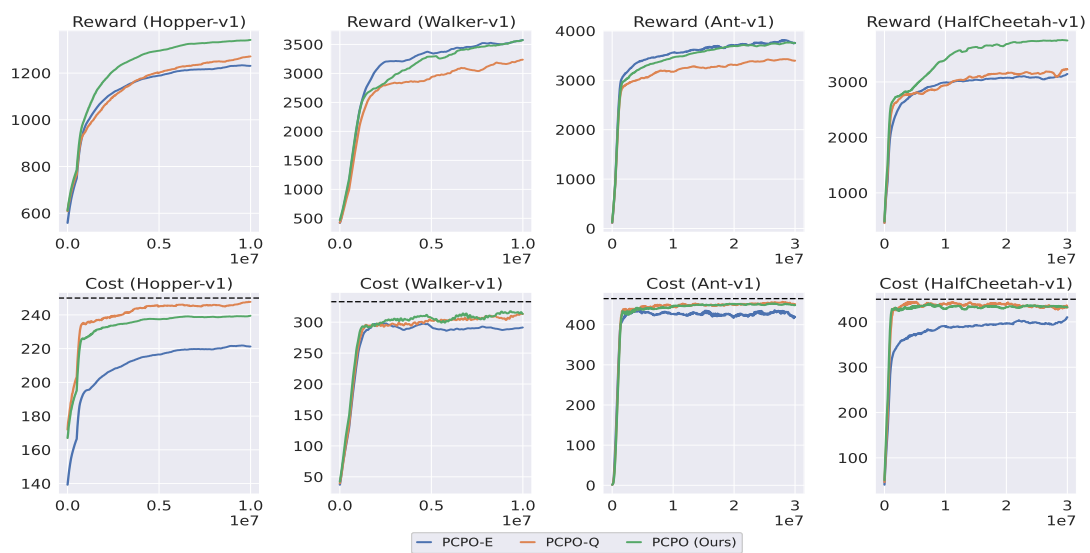 Reward (Hopper-v1)
Reward (Walker-v1)
Reward (Ant-v1)
Reward (HalfCheetah-v1)
1200
1000
800
600
0.0 0.5 1.0
1e7
3500
3000
2500
2000
1500
1000
500
0.0 0.5 1.0
1e7
4000
3000
2000
1000
0
0 1 2 3
1e7
3000
2000
1000
0 1 2 3
1e7
Cost (Hopper-v1)
Cost (Walker-v1)
Cost (Ant-v1)
Cost (HalfCheetah-v1)
240
220
200
180
160
140
0.0 0.5 1.0
1e7
300
250
200
150
100
50
0.0 0.5 1.0
1e7
400
300
200
100
0
0 1 2 3
1e7
400
300
200
100
0 1 2 3
1e7
PCPO-E PCPO-Q PCPO (Ours)